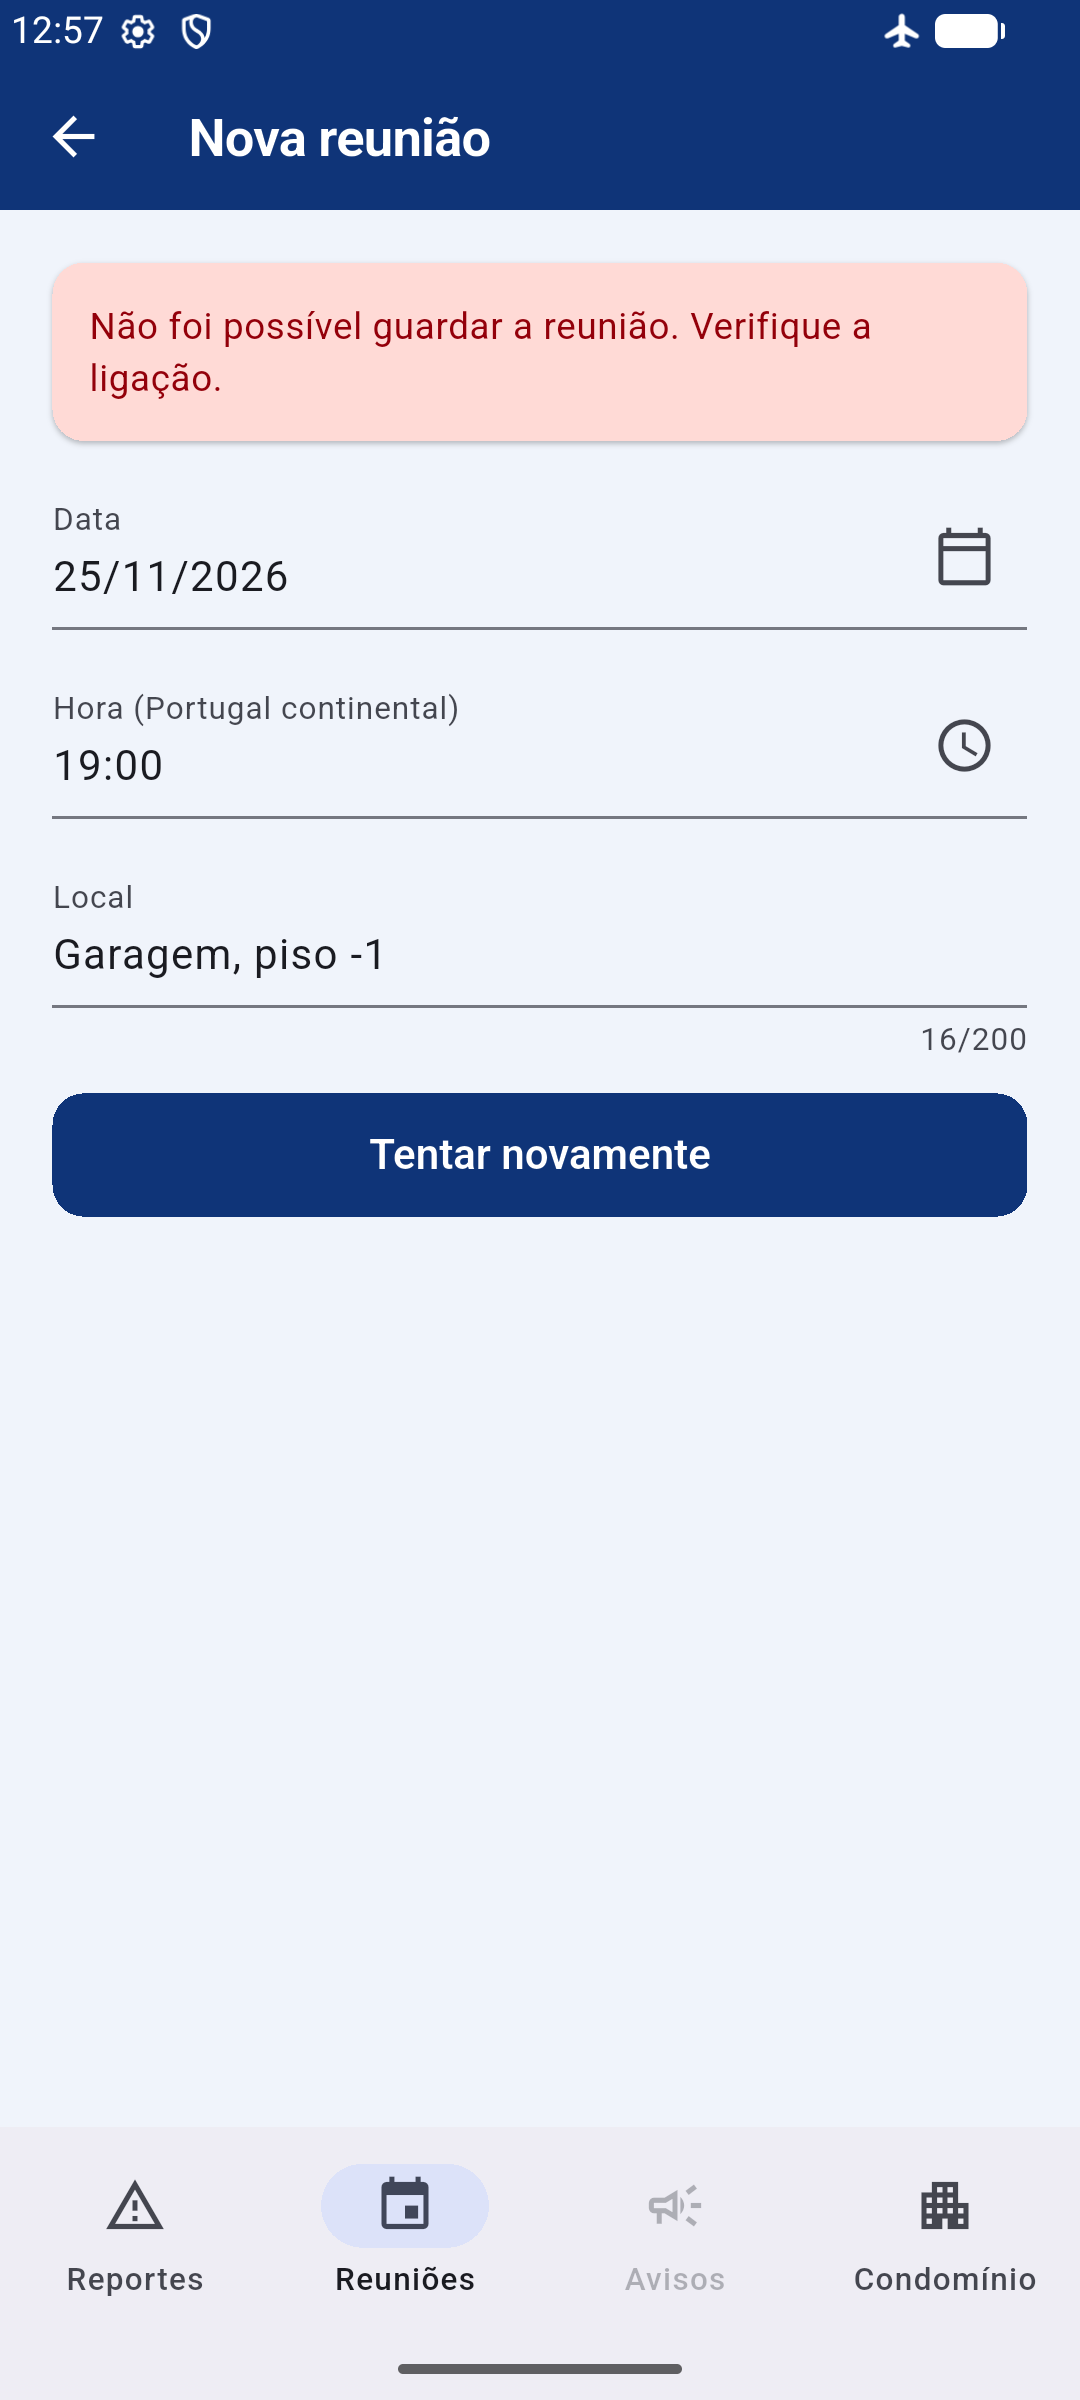 12:57
Nova reunião
Não foi possível guardar a reunião. Verifique a
ligação.
Data
25/11/2026
Hora (Portugal continental)
19:00
Local
Garagem, piso -1
16/200
Tentar novamente
Reportes
Reuniões
Avisos
Condomínio